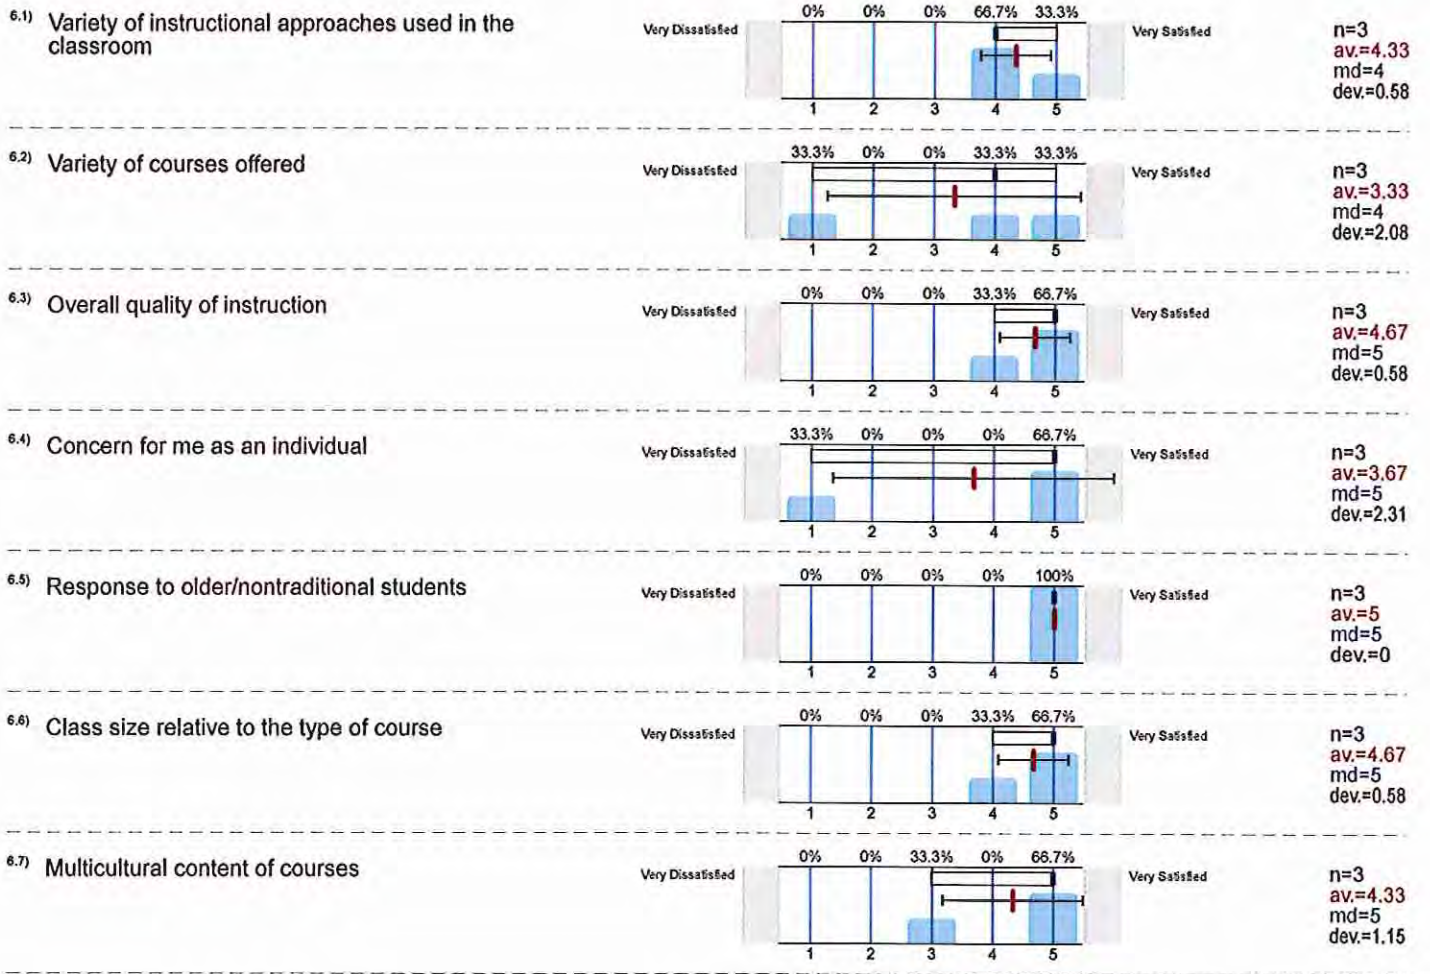 6.1) Variety of instructional approaches used in the
classroom
0% 0% 0% 66.7% 33.3%
Very Dissatisfied Very Satisfied
1 2 3 4 5
n=3
av.=4.33
md=4
dev.=0.58
6.2) Variety of courses offered
33.3% 0% 0% 33.3% 33.3%
Very Dissatisfied Very Satisfied
1 2 3 4 5
n=3
av.=3.33
md=4
dev.=2.08
6.3) Overall quality of instruction
0% 0% 0% 33.3% 66.7%
Very Dissatisfied Very Satisfied
1 2 3 4 5
n=3
av.=4.67
md=5
dev.=0.58
6.4) Concern for me as an individual
33.3% 0% 0% 0% 66.7%
Very Dissatisfied Very Satisfied
1 2 3 4 5
n=3
av.=3.67
md=5
dev.=2.31
6.5) Response to older/nontraditional students
0% 0% 0% 0% 100%
Very Dissatisfied Very Satisfied
1 2 3 4 5
n=3
av.=5
md=5
dev.=0
6.6) Class size relative to the type of course
0% 0% 0% 33.3% 66.7%
Very Dissatisfied Very Satisfied
1 2 3 4 5
n=3
av.=4.67
md=5
dev.=0.58
6.7) Multicultural content of courses
0% 0% 33.3% 0% 66.7%
Very Dissatisfied Very Satisfied
1 2 3 4 5
n=3
av.=4.33
md=5
dev.=1.15